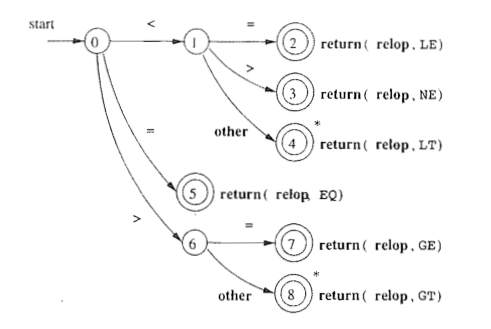 start
0 < 1 = 2 return( relop, LE)
> 3 return( relop, NE)
other 4 * return( relop, LT)
= 5 return( relop, EQ)
> 6 = 7 return( relop, GE)
other 8 * return( relop, GT)